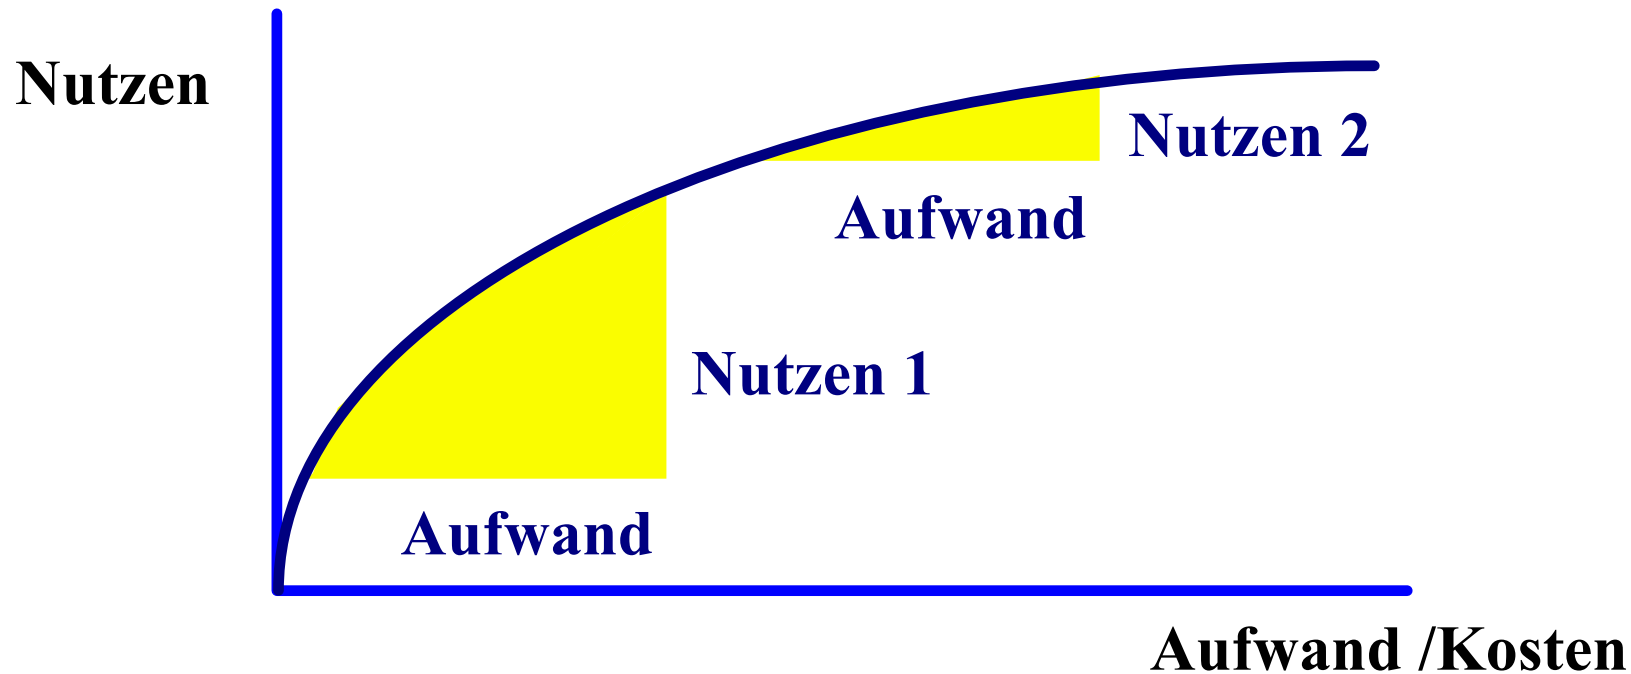 Nutzen
Nutzen 2
Aufwand
Nutzen 1
Aufwand
Aufwand /Kosten